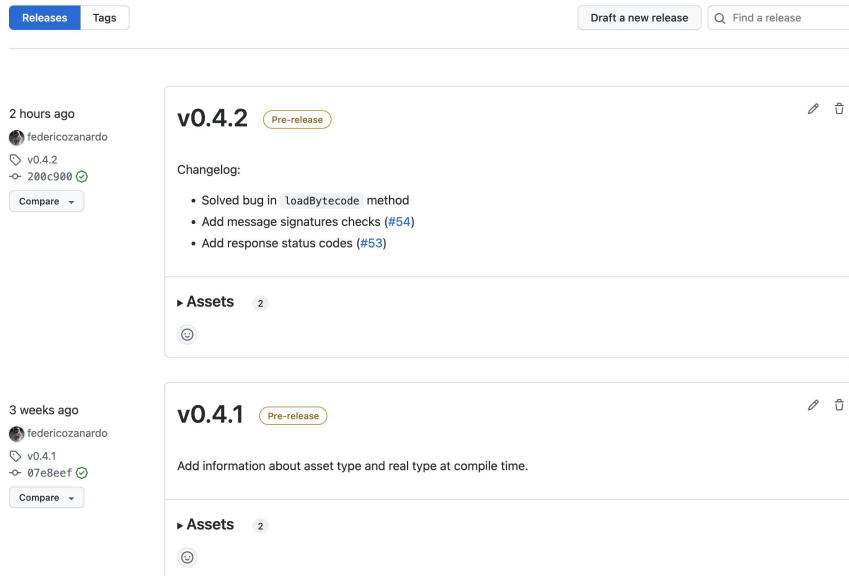 Releases Tags Draft a new release Find a release
2 hours ago
federicozanardo
v0.4.2
200c900
Compare
v0.4.2 Pre-release
Changelog:
• Solved bug in loadBytecode method
• Add message signatures checks (#54)
• Add response status codes (#53)
Assets 2
3 weeks ago
federicozanardo
v0.4.1
07e8eef
Compare
v0.4.1 Pre-release
Add information about asset type and real type at compile time.
Assets 2